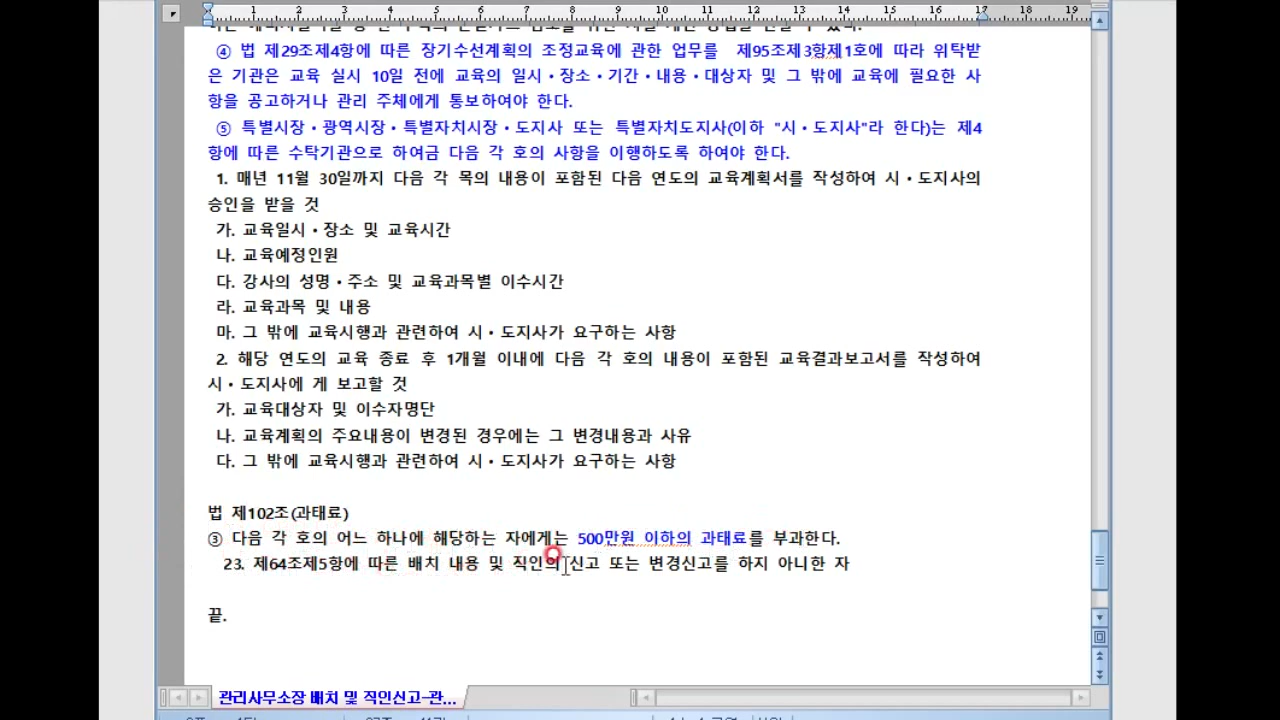 1 2 3 4 5 6 7 8 9 10 11 12 13 14 15 16 17 18 19
④ 법 제29조제4항에 따른 장기수선계획의 조정교육에 관한 업무를 제95조제3항제1호에 따라 위탁받
은 기관은 교육 실시 10일 전에 교육의 일시・장소・기간・내용・대상자 및 그 밖에 교육에 필요한 사
항을 공고하거나 관리 주체에게 통보하여야 한다.
⑤ 특별시장・광역시장・특별자치시장・도지사 또는 특별자치도지사(이하 "시・도지사"라 한다)는 제4
항에 따른 수탁기관으로 하여금 다음 각 호의 사항을 이행하도록 하여야 한다.
1. 매년 11월 30일까지 다음 각 목의 내용이 포함된 다음 연도의 교육계획서를 작성하여 시・도지사의
승인을 받을 것
가. 교육일시・장소 및 교육시간
나. 교육예정인원
다. 강사의 성명・주소 및 교육과목별 이수시간
라. 교육과목 및 내용
마. 그 밖에 교육시행과 관련하여 시・도지사가 요구하는 사항
2. 해당 연도의 교육 종료 후 1개월 이내에 다음 각 호의 내용이 포함된 교육결과보고서를 작성하여
시・도지사에 게 보고할 것
가. 교육대상자 및 이수자명단
나. 교육계획의 주요내용이 변경된 경우에는 그 변경내용과 사유
다. 그 밖에 교육시행과 관련하여 시・도지사가 요구하는 사항
법 제102조(과태료)
③ 다음 각 호의 어느 하나에 해당하는 자에게는 500만원 이하의 과태료를 부과한다.
23. 제64조제5항에 따른 배치 내용 및 직인의 신고 또는 변경신고를 하지 아니한 자
끝.
관리사무소장 배치 및 직인신고-관...